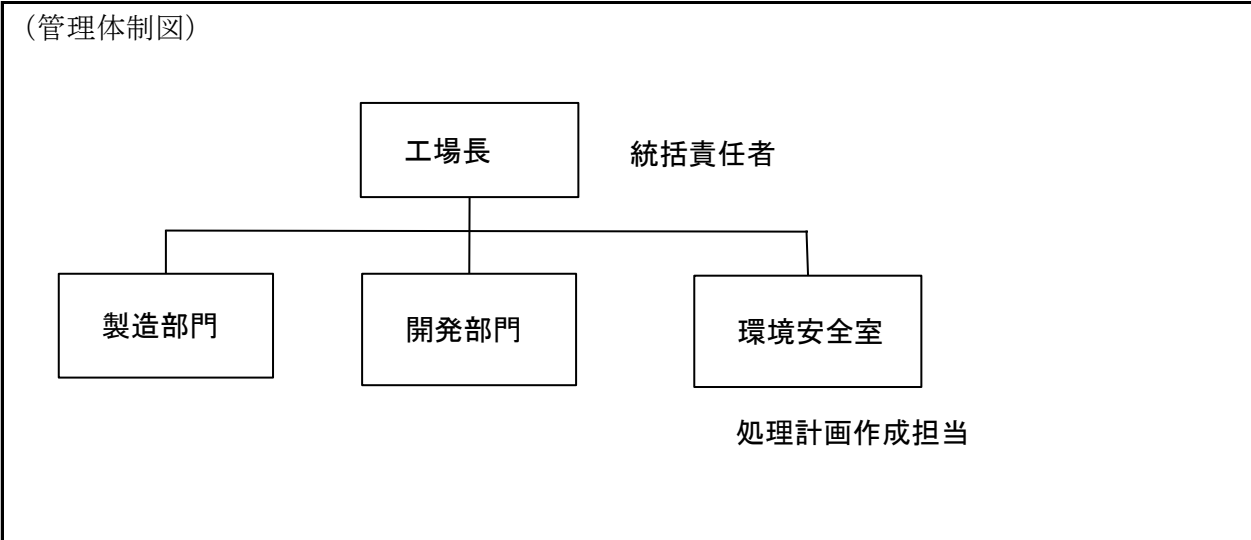 （管理体制図）
工場長
統括責任者
製造部門
開発部門
環境安全室
処理計画作成担当